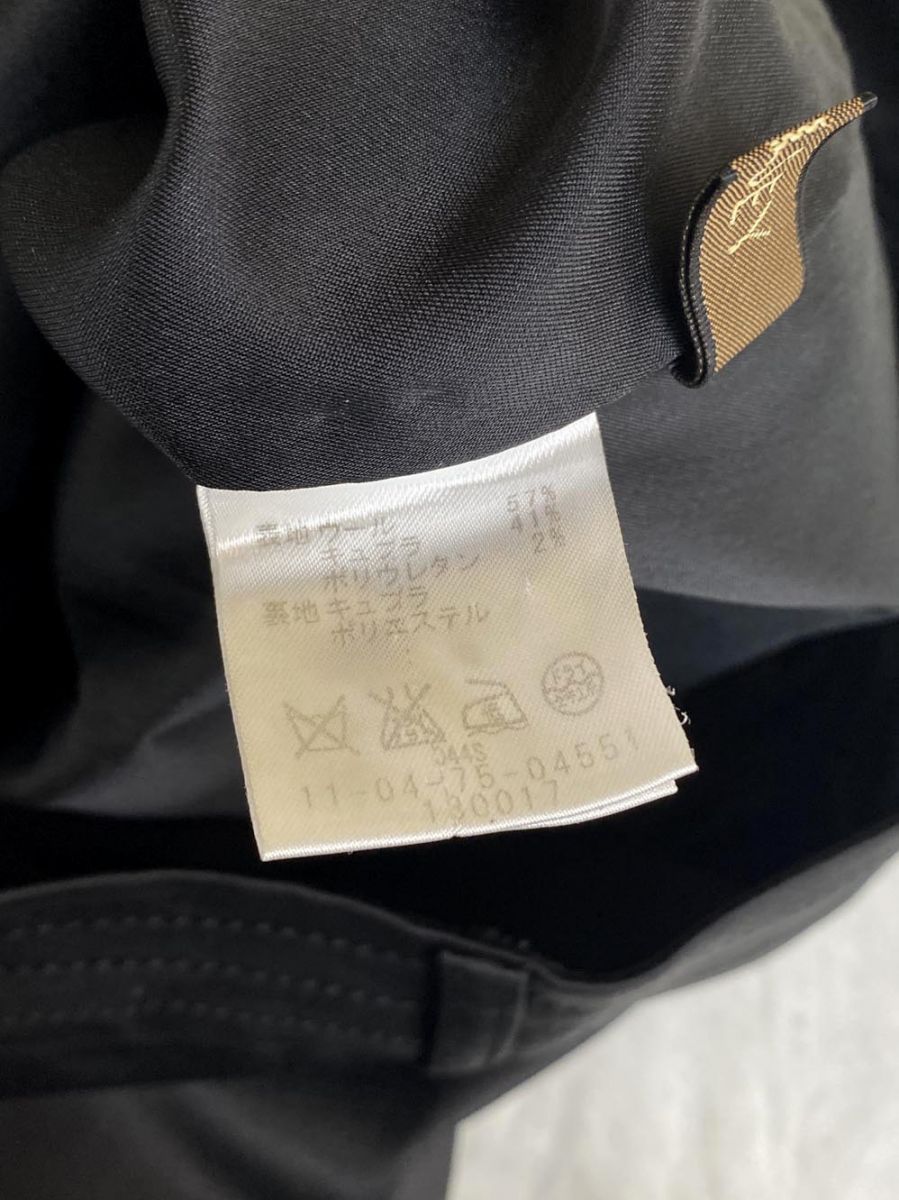 表地 ウール 57%
キュプラ 41%
ポリウレタン 2%
裏地 キュプラ
ポリエステル
344S
11-04-75-04551
130017